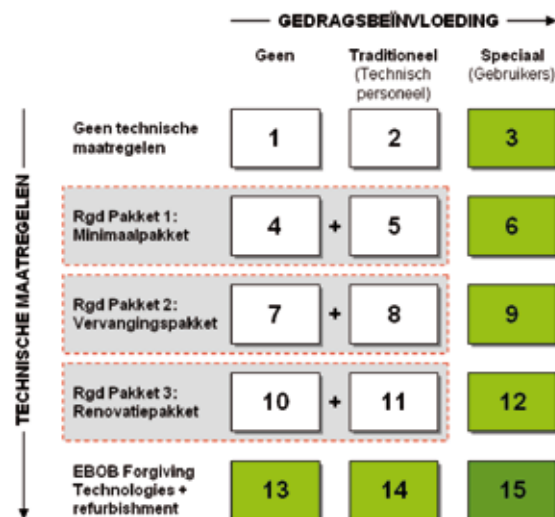 GEDRAGSBEÏNVLOEDING
Geen
Traditioneel
(Technisch
personeel)
Speciaal
(Gebruikers)
TECHNISCHE MAATREGELEN
Geen technische
maatregelen
1
2
3
Rgd Pakket 1:
Minimaalpakket
4 + 5
6
Rgd Pakket 2:
Vervangingspakket
7 + 8
9
Rgd Pakket 3:
Renovatiepakket
10 + 11
12
EBOB Forgiving
Technologies +
refurbishment
13
14
15